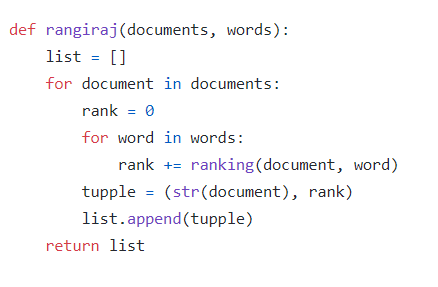 def rangiraj(documents, words):
    list = []
    for document in documents:
        rank = 0
        for word in words:
            rank += ranking(document, word)
        tupple = (str(document), rank)
        list.append(tupple)
    return list